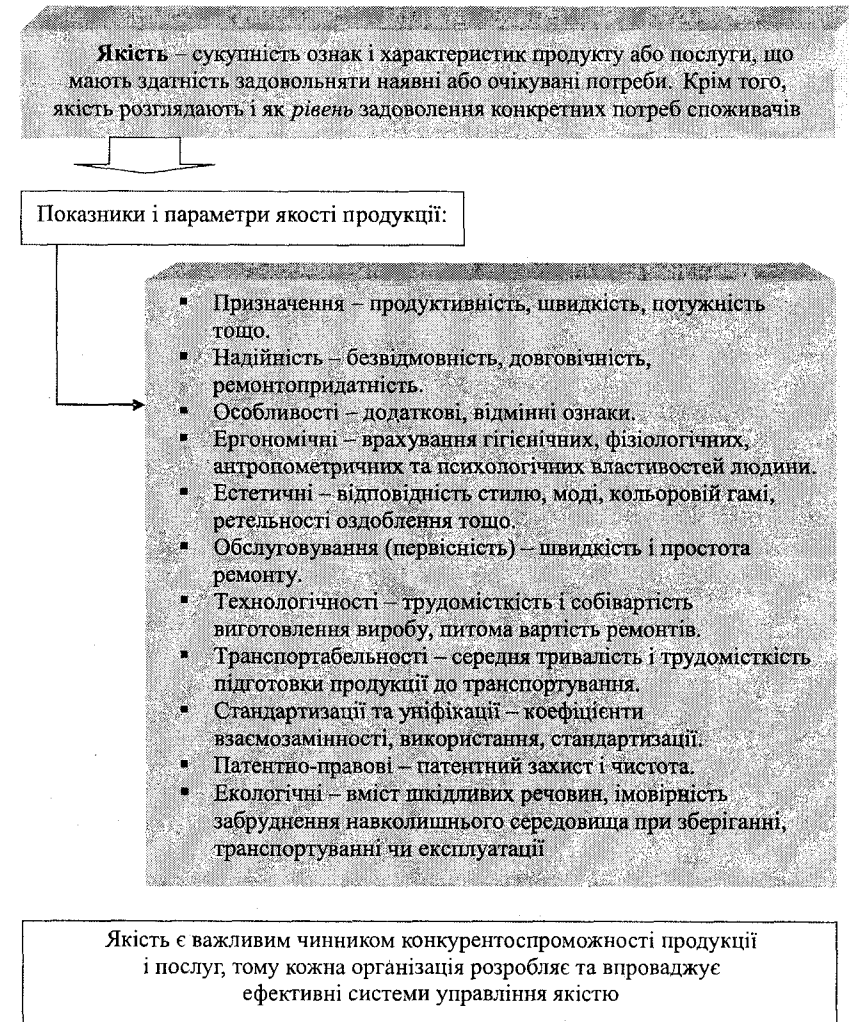 Якість – сукупність ознак і характеристик продукту або послуги, що
мають здатність задовольняти наявні або очікувані потреби. Крім того,
якість розглядають і як рівень задоволення конкретних потреб споживачів
Показники і параметри якості продукції:
▪ Призначення – продуктивність, швидкість, потужність
тощо.
▪ Надійність – безвідмовність, довговічність,
ремонтопридатність.
▪ Особливості – додаткові, відмінні ознаки.
▪ Ергономічні – врахування гігієнічних, фізіологічних,
антропометричних та психологічних властивостей людини.
▪ Естетичні – відповідність стилю, моді, кольоровій гамі,
ретельності оздоблення тощо.
▪ Обслуговування (первісність) – швидкість і простота
ремонту.
▪ Технологічності – трудомісткість і собівартість
виготовлення виробу, питома вартість ремонтів.
▪ Транспортабельності – середня тривалість і трудомісткість
підготовки продукції до транспортування.
▪ Стандартизації та уніфікації – коефіцієнти
взаємозамінності, використання, стандартизації.
▪ Патентно-правові – патентний захист і чистота.
▪ Екологічні – вміст шкідливих речовин, імовірність
забруднення навколишнього середовища при зберіганні,
транспортуванні чи експлуатації
Якість є важливим чинником конкурентоспроможності продукції
і послуг, тому кожна організація розробляє та впроваджує
ефективні системи управління якістю